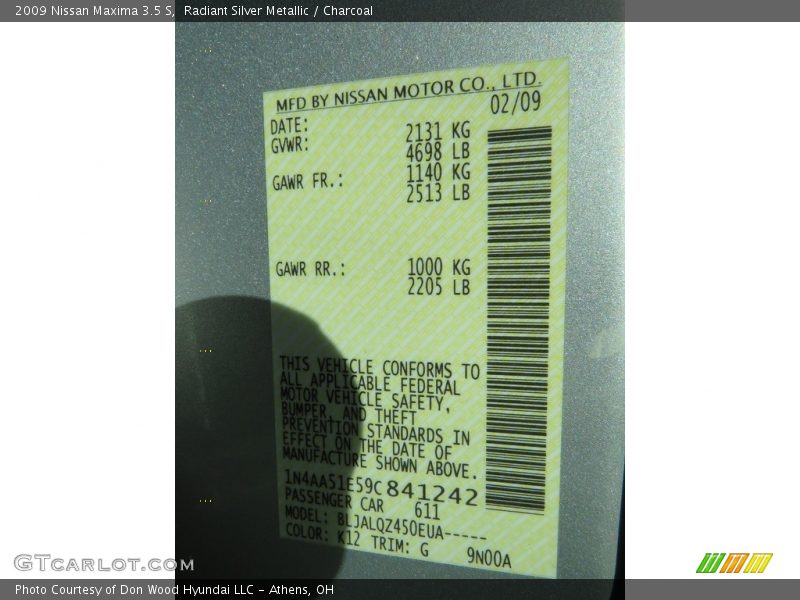 2009 Nissan Maxima 3.5 S, Radiant Silver Metallic / Charcoal
MFD BY NISSAN MOTOR CO., LTD.
DATE: 02/09
GVWR: 2131 KG
4698 LB
GAWR FR.: 1140 KG
2513 LB
GAWR RR.: 1000 KG
2205 LB
THIS VEHICLE CONFORMS TO
ALL APPLICABLE FEDERAL
MOTOR VEHICLE SAFETY,
BUMPER, AND THEFT
PREVENTION STANDARDS IN
EFFECT ON THE DATE OF
MANUFACTURE SHOWN ABOVE.
1N4AA51E59C841242
PASSENGER CAR 611
MODEL: BLJALQZ450EUA-----
COLOR: K12 TRIM: G 9N00A
GTCarlot.com
Photo Courtesy of Don Wood Hyundai LLC - Athens, OH